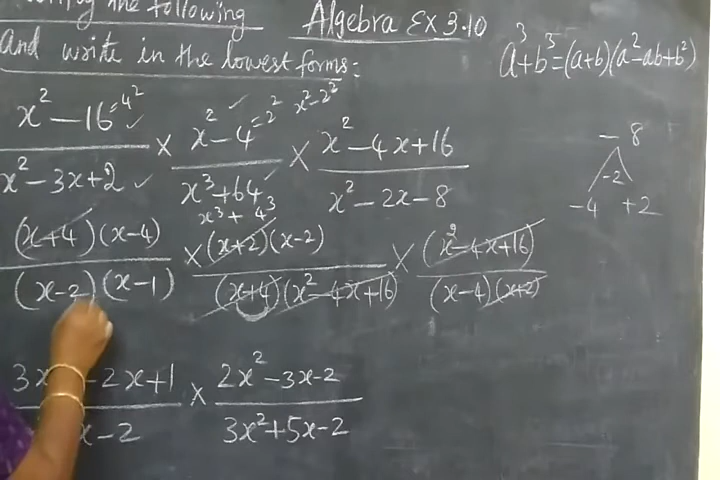 the following Algebra Ex 3.10
And write in the lowest forms:
a³+b³=(a+b)(a²-ab+b²)
x²-16=4² ✓ / x²-3x+2 ✓ × x²-4=2² ✓ / x³+64 × x²-4x+16 / x²-2x-8
x²-2²
x³+4³
-8
-2
-4 +2
(x+4)(x-4) / (x-2)(x-1) × (x+2)(x-2) / (x+4)(x²-4x+16) × (x²-4x+16) / (x-4)(x+2)
3x -2x+1 / x-2 × 2x²-3x-2 / 3x²+5x-2